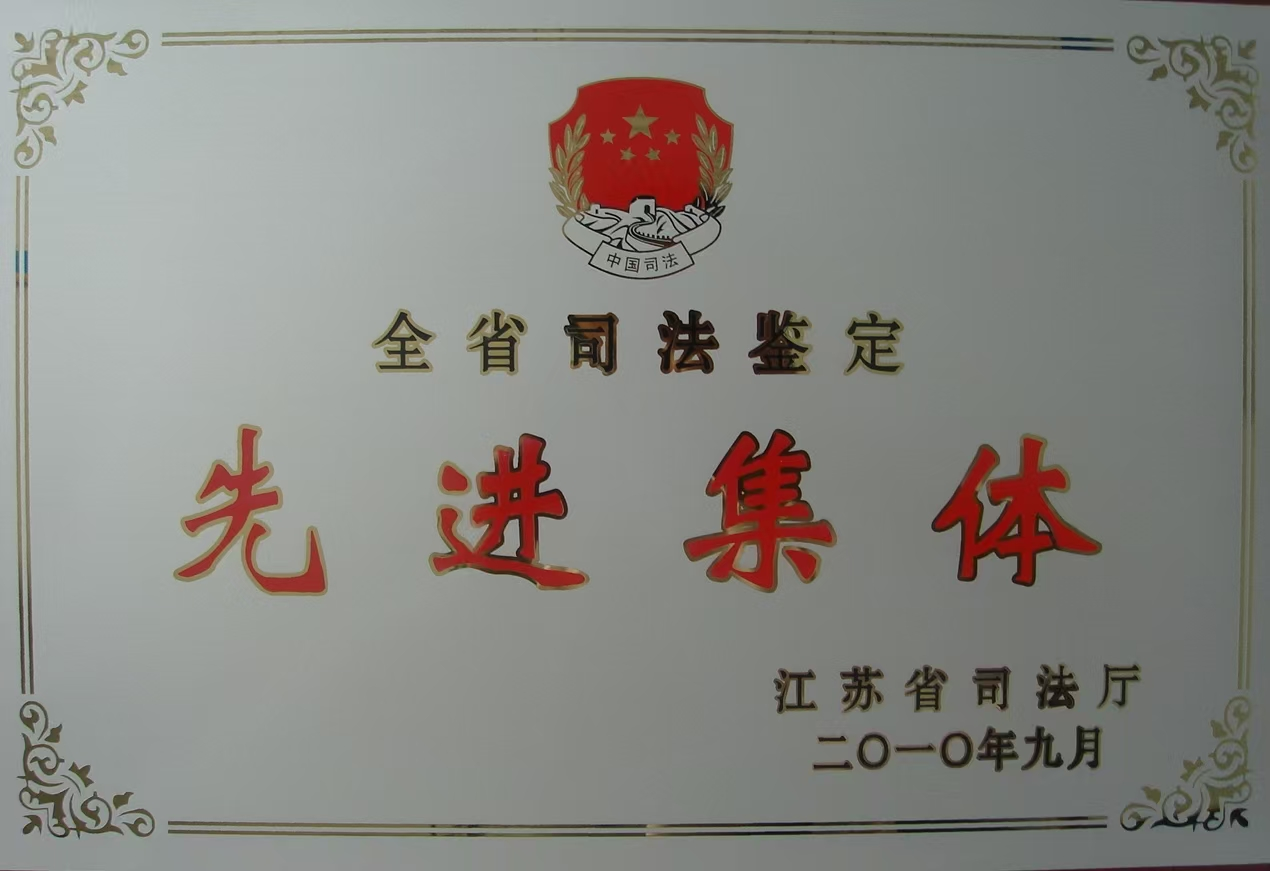 中国司法
全省司法鉴定
先进集体
江苏省司法厅
二〇一〇年九月